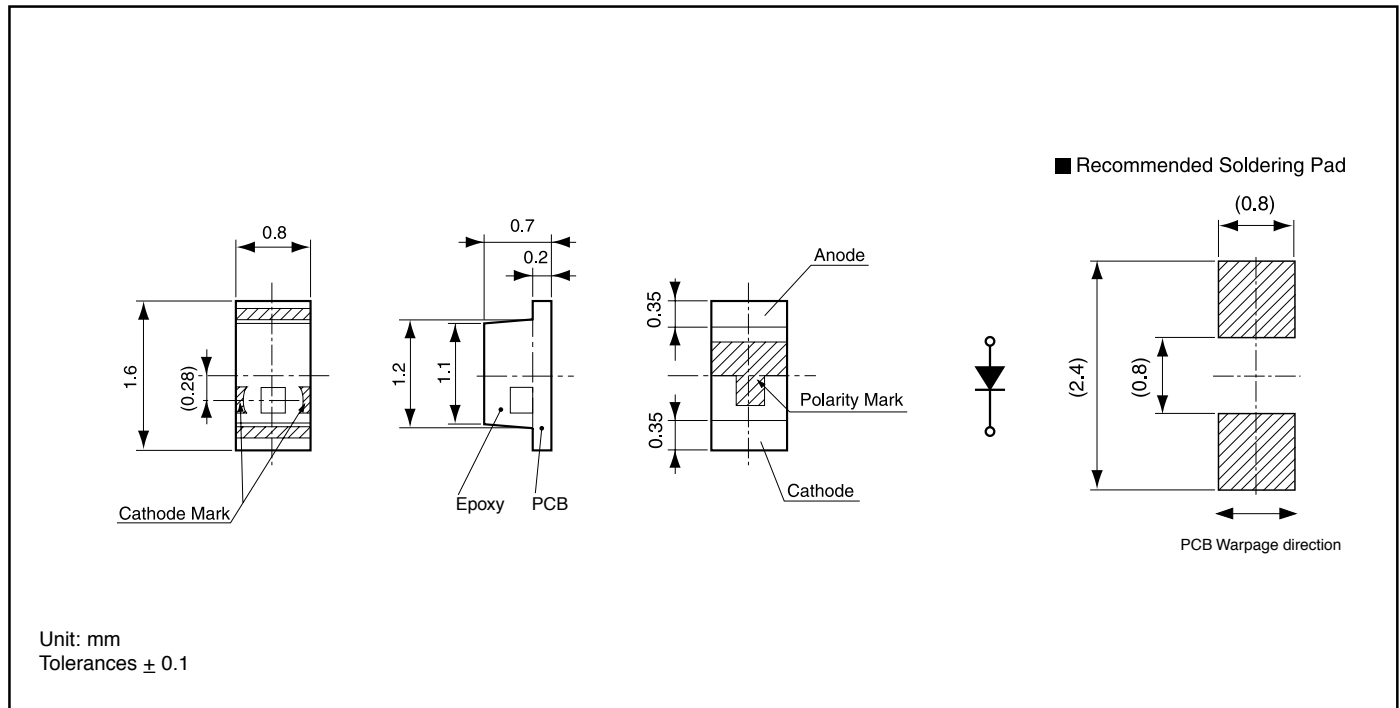 ■ Recommended Soldering Pad
(0.8)
0.8
0.7
0.2
Anode
0.35
1.6
(0.28)
1.2
1.1
(2.4)
(0.8)
Polarity Mark
0.35
Cathode
Epoxy
PCB
Cathode Mark
PCB Warpage direction
Unit: mm
Tolerances ± 0.1